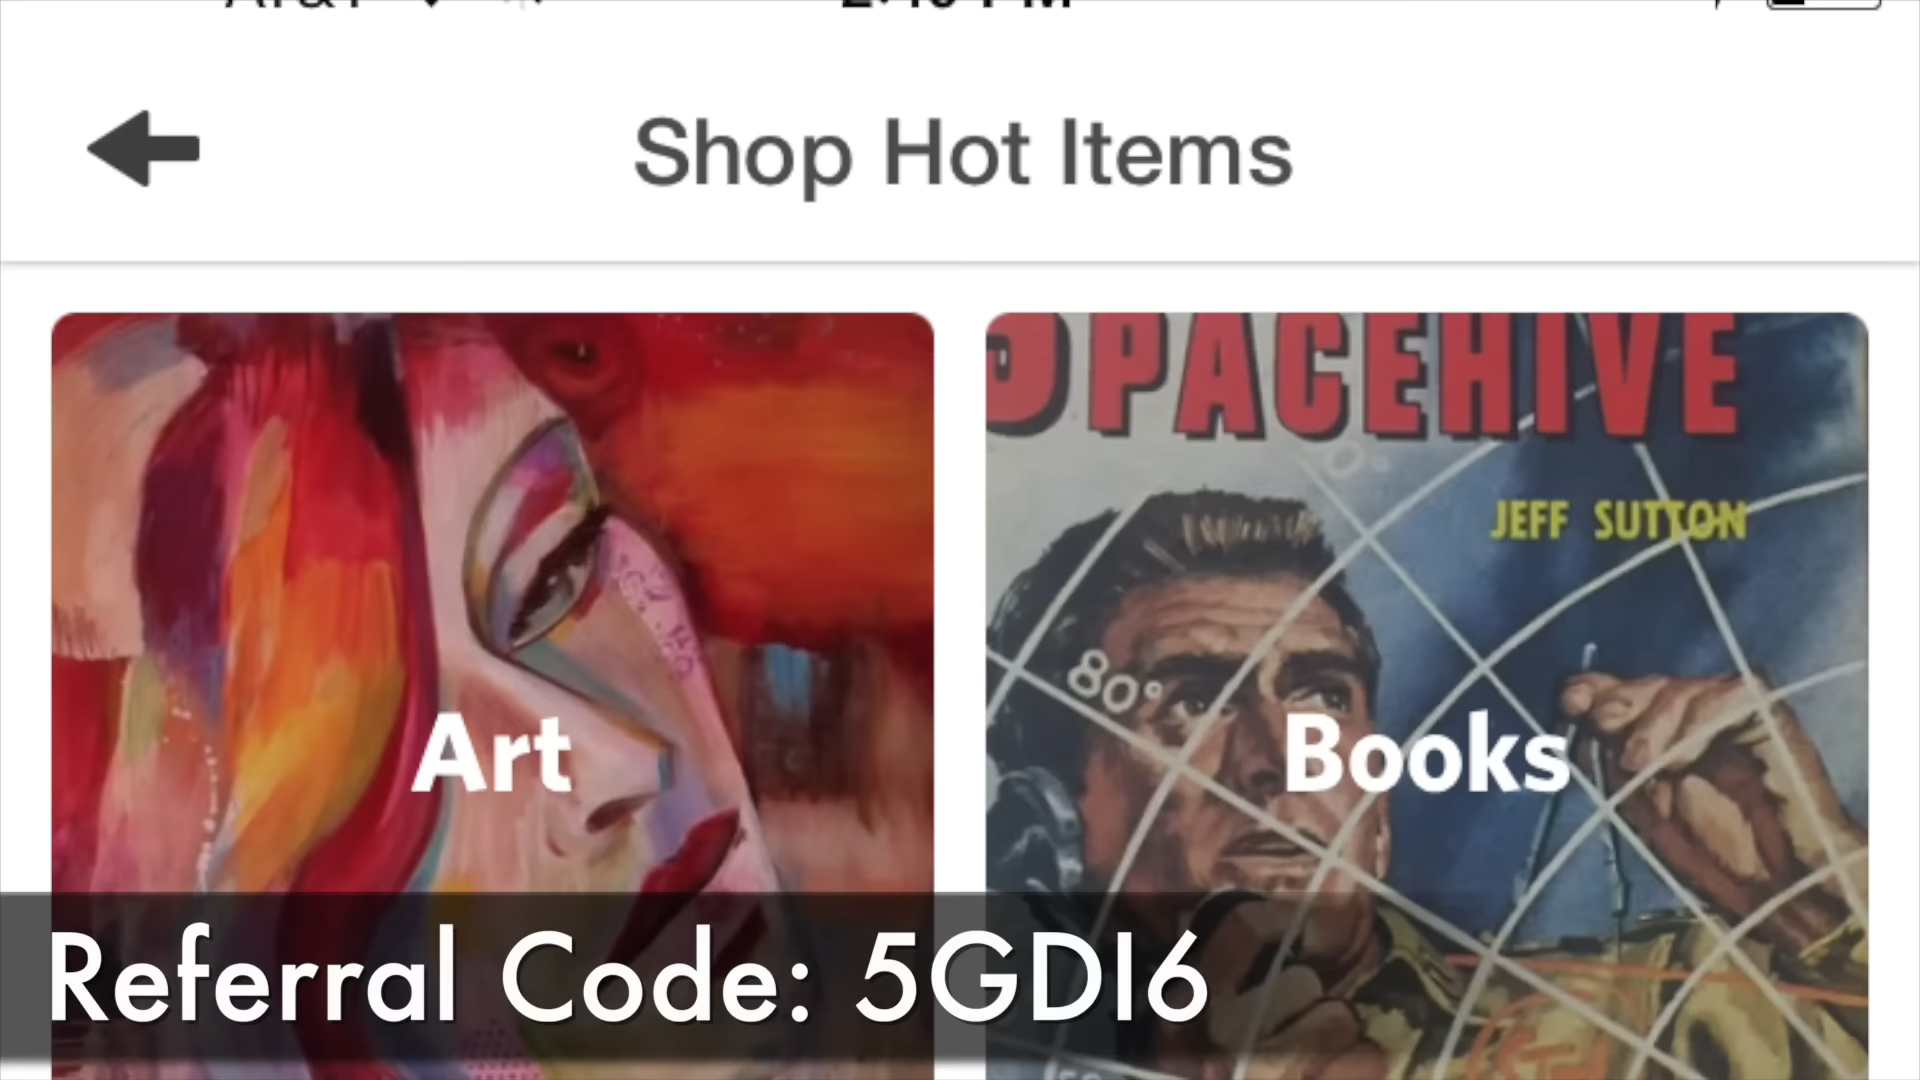 Shop Hot Items
SPACEHIVE
JEFF SUTTON
80°
Art
Books
Referral Code: 5GDI6